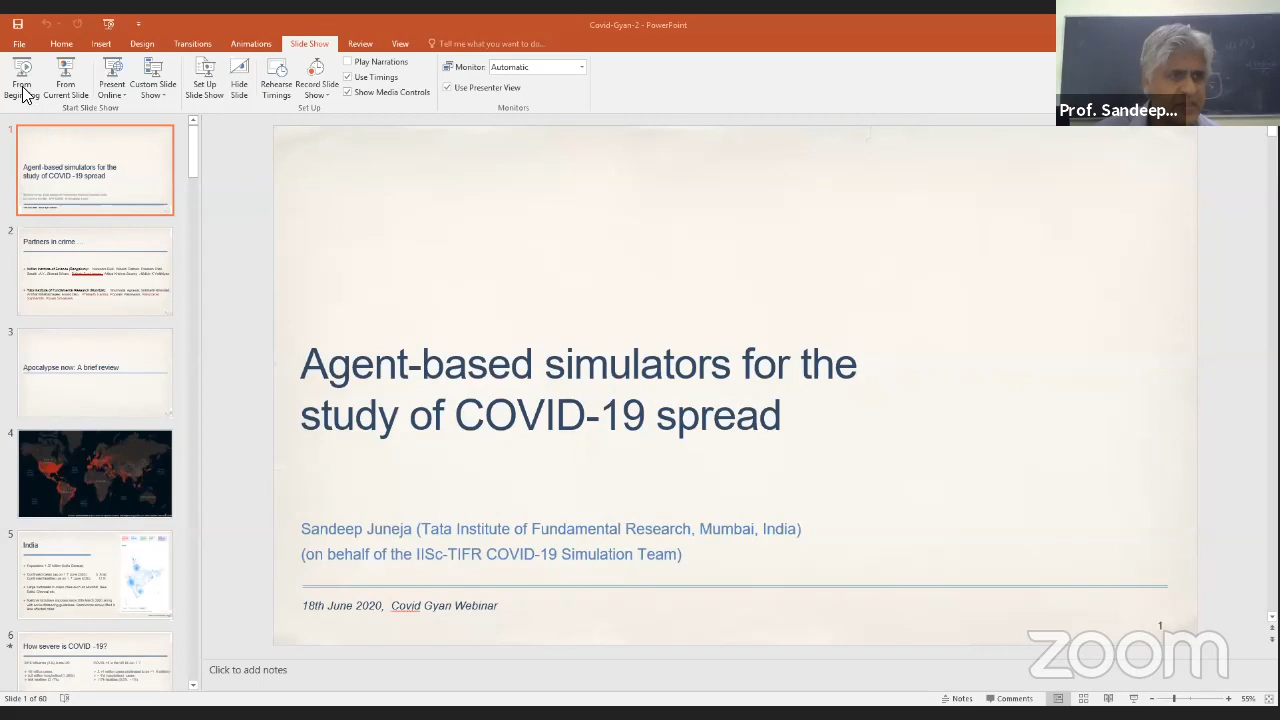 Covid-Gyan-2 - PowerPoint
File Home Insert Design Transitions Animations Slide Show Review View Tell me what you want to do...
From Beginning
From Current Slide
Present Online
Custom Slide Show
Set Up Slide Show
Hide Slide
Rehearse Timings
Record Slide Show
Play Narrations
Use Timings
Show Media Controls
Monitor: Automatic
Use Presenter View
Start Slide Show
Set Up
Monitors
Prof. Sandeep...
1
Agent-based simulators for the
study of COVID -19 spread
2
Partners in crime ...
3
Apocalypse now: A brief review
4
5
India
6
How severe is COVID -19?
Agent-based simulators for the
study of COVID-19 spread
Sandeep Juneja (Tata Institute of Fundamental Research, Mumbai, India)
(on behalf of the IISc-TIFR COVID-19 Simulation Team)
18th June 2020, Covid Gyan Webinar
1
zoom
Click to add notes
Slide 1 of 60
Notes Comments 55%